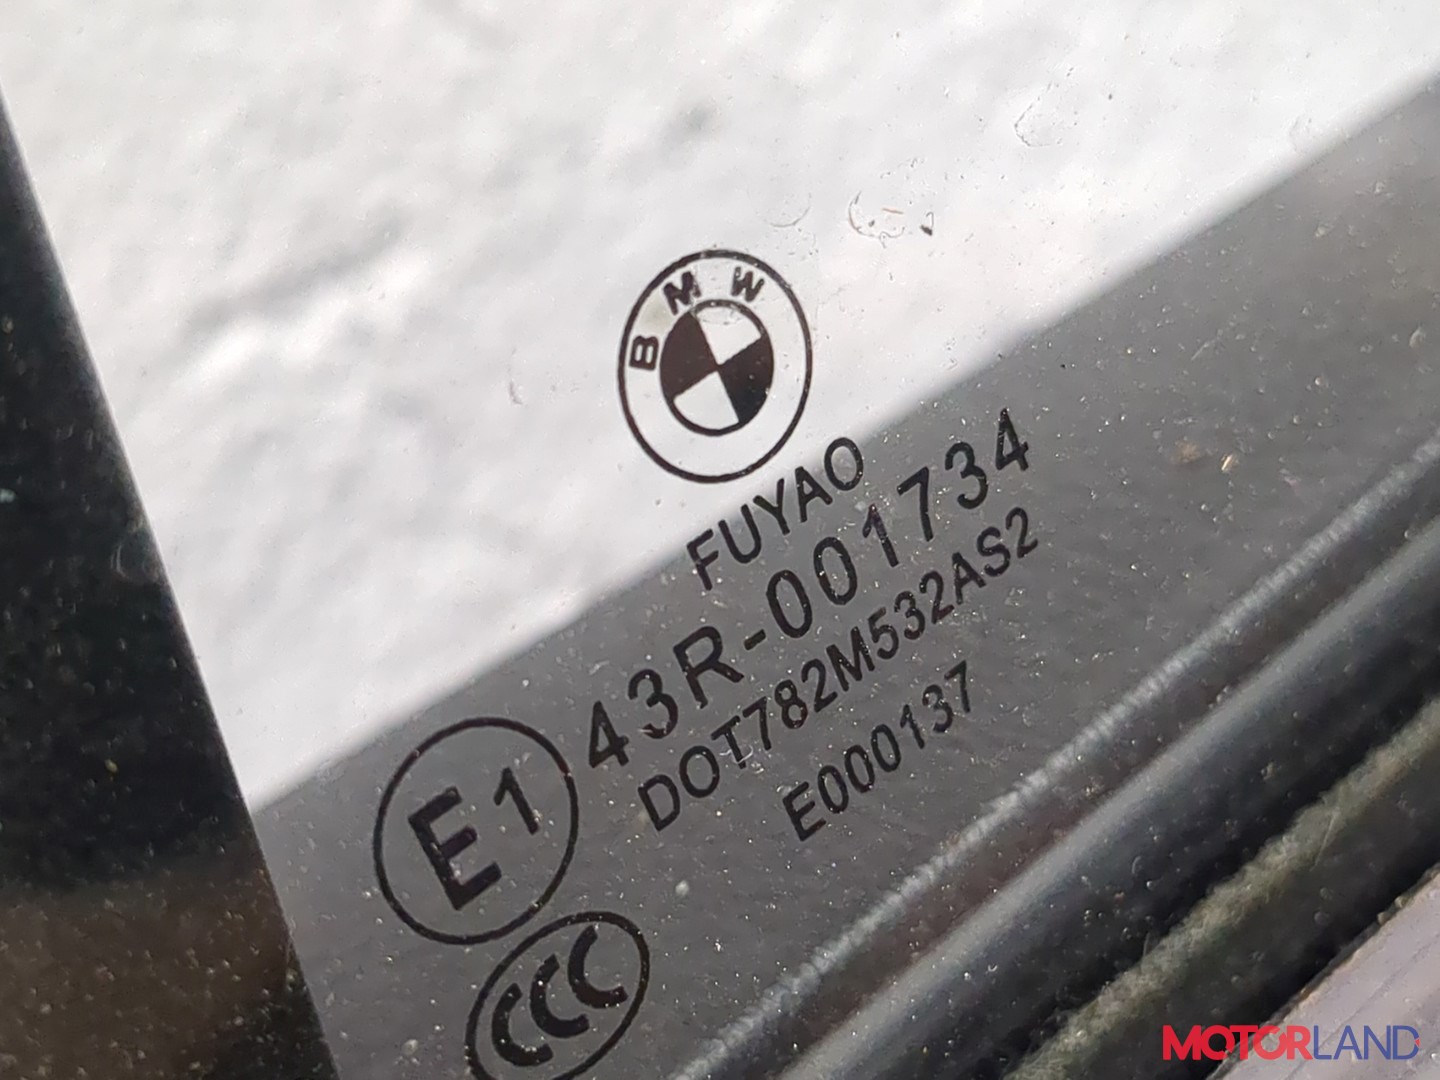 BMW
FUYAO
E1 43R-001734
DOT782M532AS2
E000137
CCC
MOTORLAND